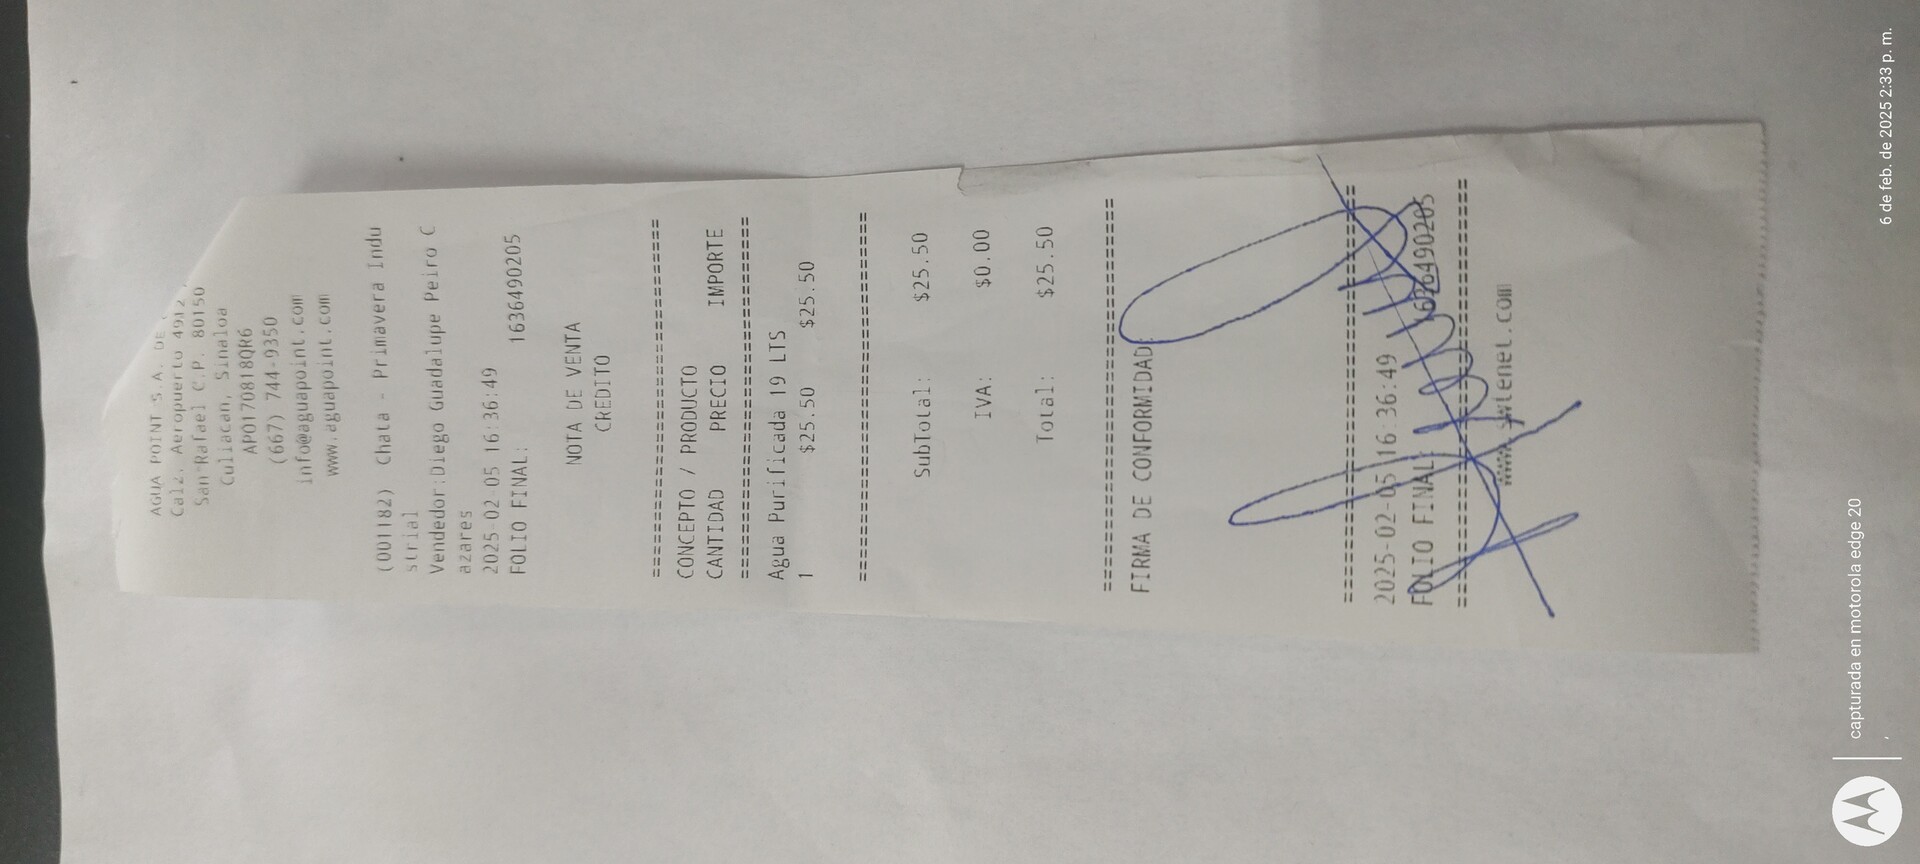 AGUA POINT S.A. DE
Calz. Aeropuerto 4912
San Rafael C.P. 80150
Culiacan, Sinaloa
APO170818QR6
(667) 744-9350
info@aguapoint.com
www.aguapoint.com
(001182) Chata - Primavera Indu
strial
Vendedor:Diego Guadalupe Peiro C
azares
2025-02-05 16:36:49
FOLIO FINAL: 1636490205
NOTA DE VENTA
CREDITO
================================
CONCEPTO / PRODUCTO
CANTIDAD PRECIO IMPORTE
================================
Agua Purificada 19 LTS
1 $25.50 $25.50
================================
SubTotal: $25.50
IVA: $0.00
Total: $25.50
================================
FIRMA DE CONFORMIDAD:
================================
2025-02-05 16:36:49
FOLIO FINAL: 1636490205
================================
capturada en motorola edge 20
6 de feb. de 2025 2:33 p. m.